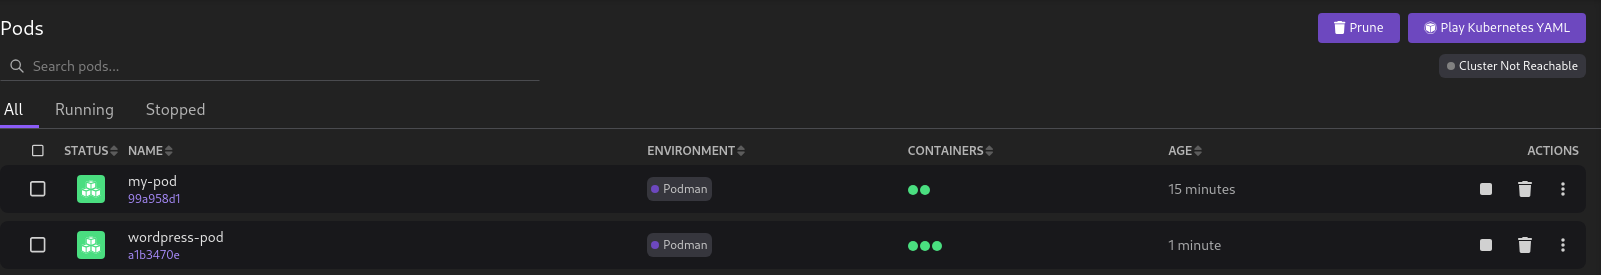 Pods
Prune
Play Kubernetes YAML
Search pods...
Cluster Not Reachable
All Running Stopped
STATUS NAME ENVIRONMENT CONTAINERS AGE ACTIONS
my-pod
99a958d1
Podman
15 minutes
wordpress-pod
a1b3470e
Podman
1 minute